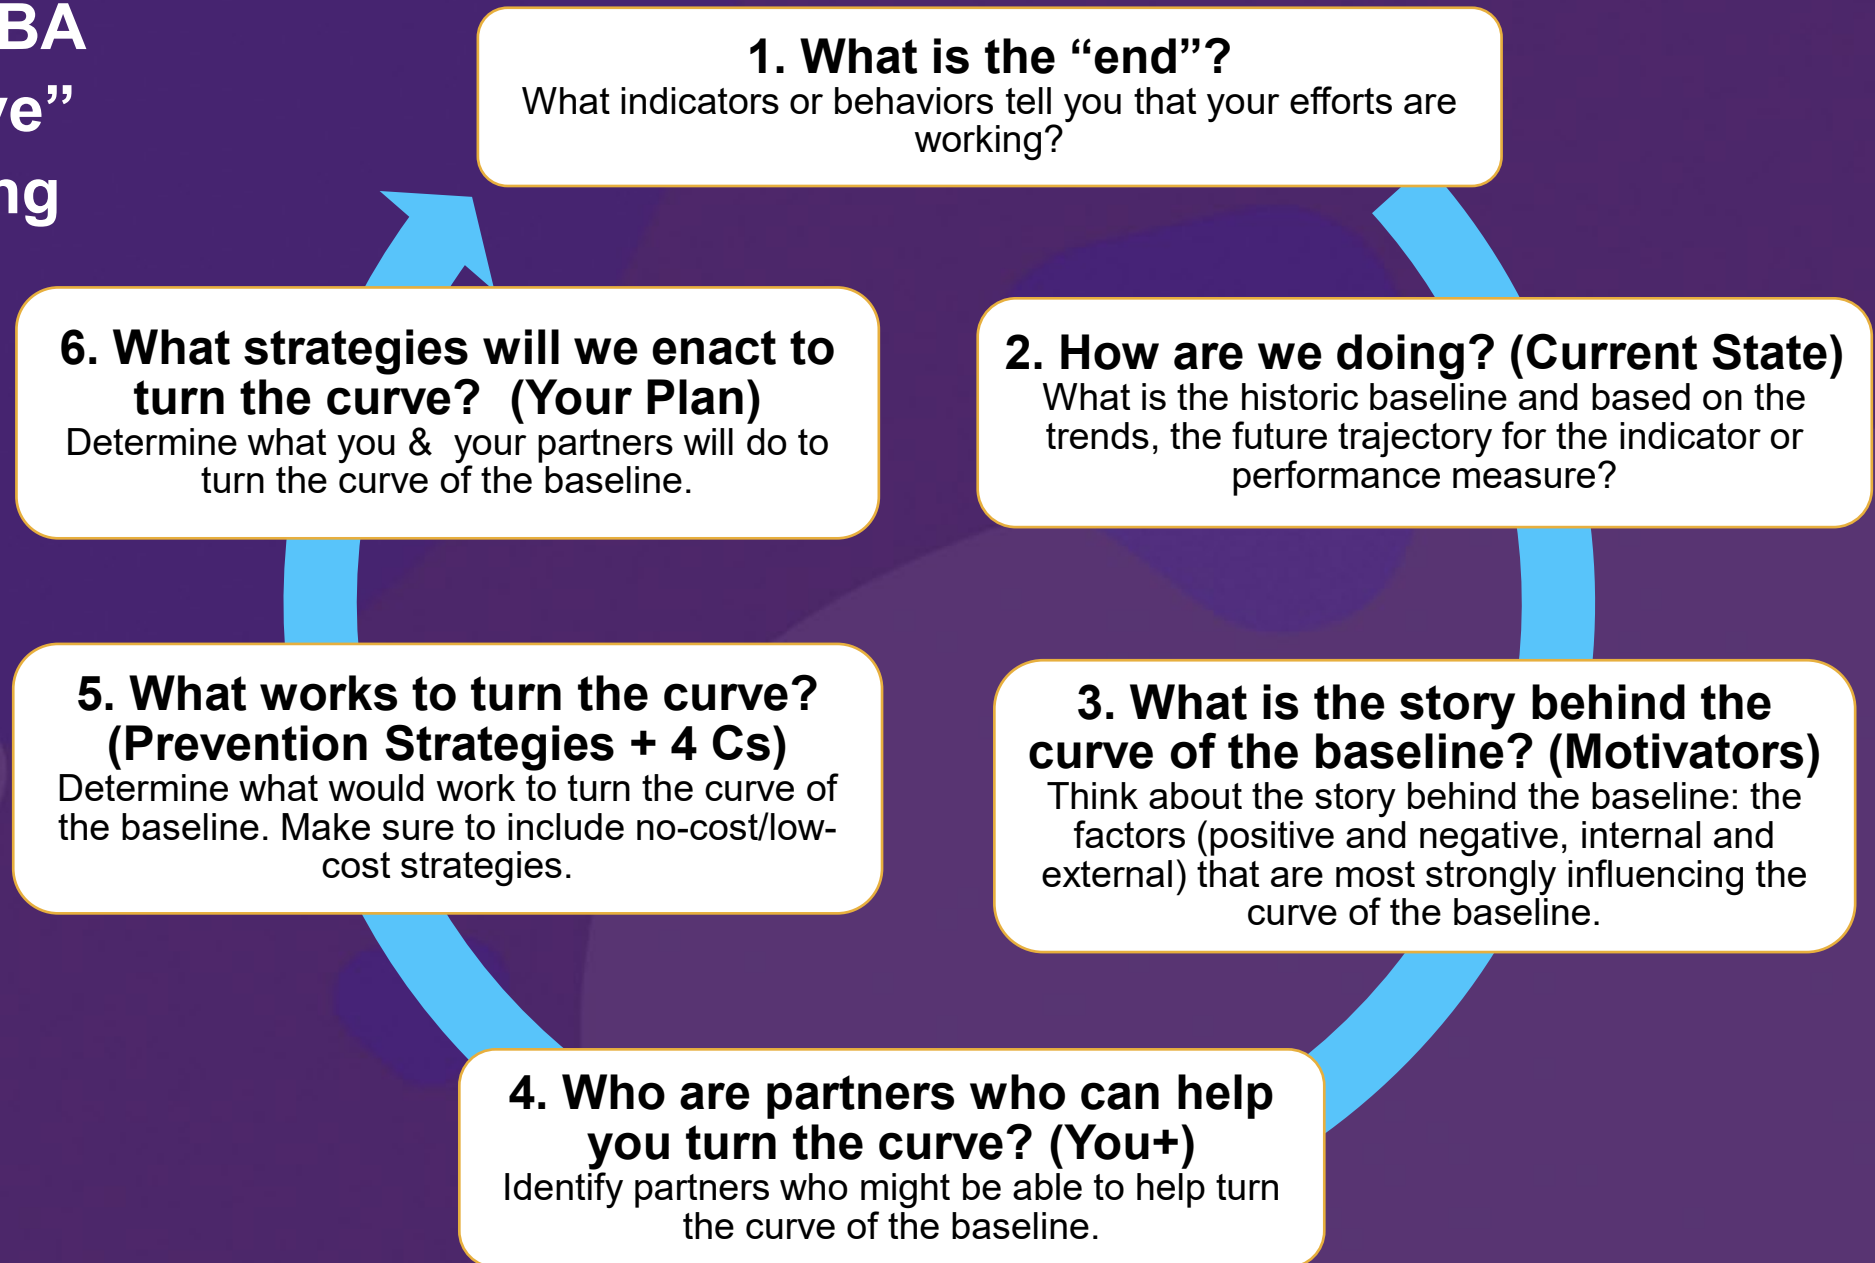 BA
ve”
ng
1. What is the “end”?
What indicators or behaviors tell you that your efforts are
working?
2. How are we doing? (Current State)
What is the historic baseline and based on the
trends, the future trajectory for the indicator or
performance measure?
3. What is the story behind the
curve of the baseline? (Motivators)
Think about the story behind the baseline: the
factors (positive and negative, internal and
external) that are most strongly influencing the
curve of the baseline.
4. Who are partners who can help
you turn the curve? (You+)
Identify partners who might be able to help turn
the curve of the baseline.
5. What works to turn the curve?
(Prevention Strategies + 4 Cs)
Determine what would work to turn the curve of
the baseline. Make sure to include no-cost/low-
cost strategies.
6. What strategies will we enact to
turn the curve?  (Your Plan)
Determine what you &  your partners will do to
turn the curve of the baseline.